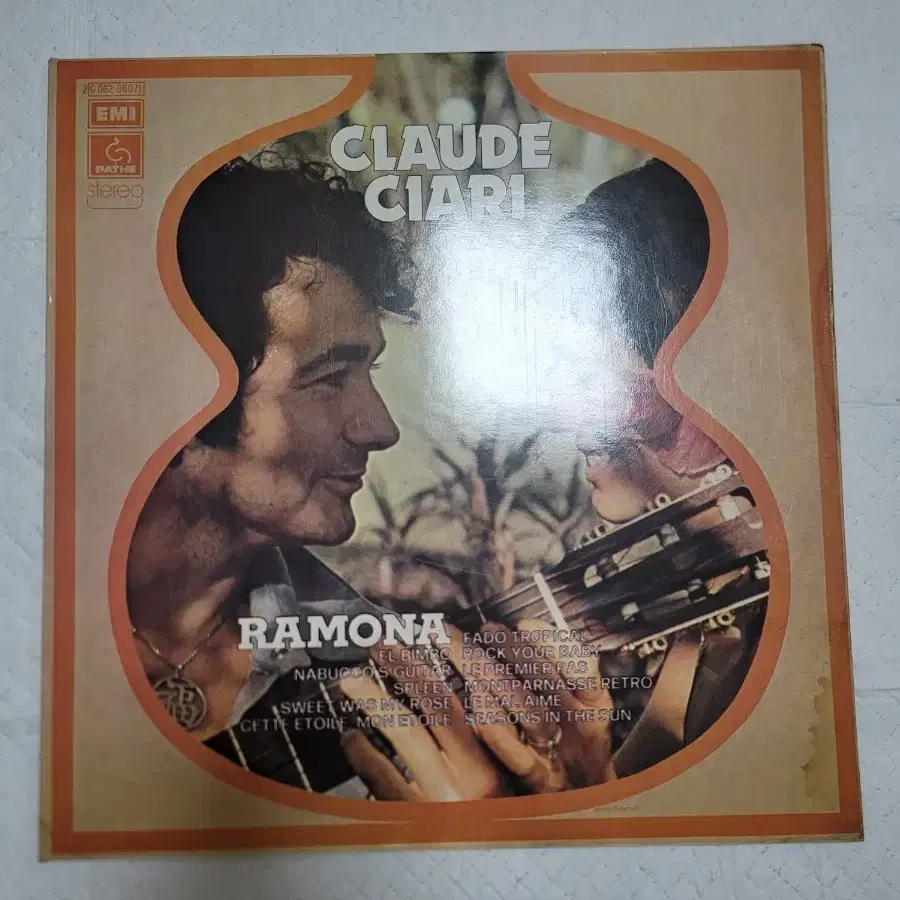 2C 062-96071
EMI
PATHE
stereo
CLAUDE
CIARI
RAMONA FADO TROPICAL
EL BIMBO ROCK YOUR BABY
NABUCCO'S GUITAR LE PREMIER PAS
SPLEEN MONTPARNASSE RETRO
SWEET WAS MY ROSE LE MAL AIME
CETTE ETOILE MON ETOILE SEASONS IN THE SUN